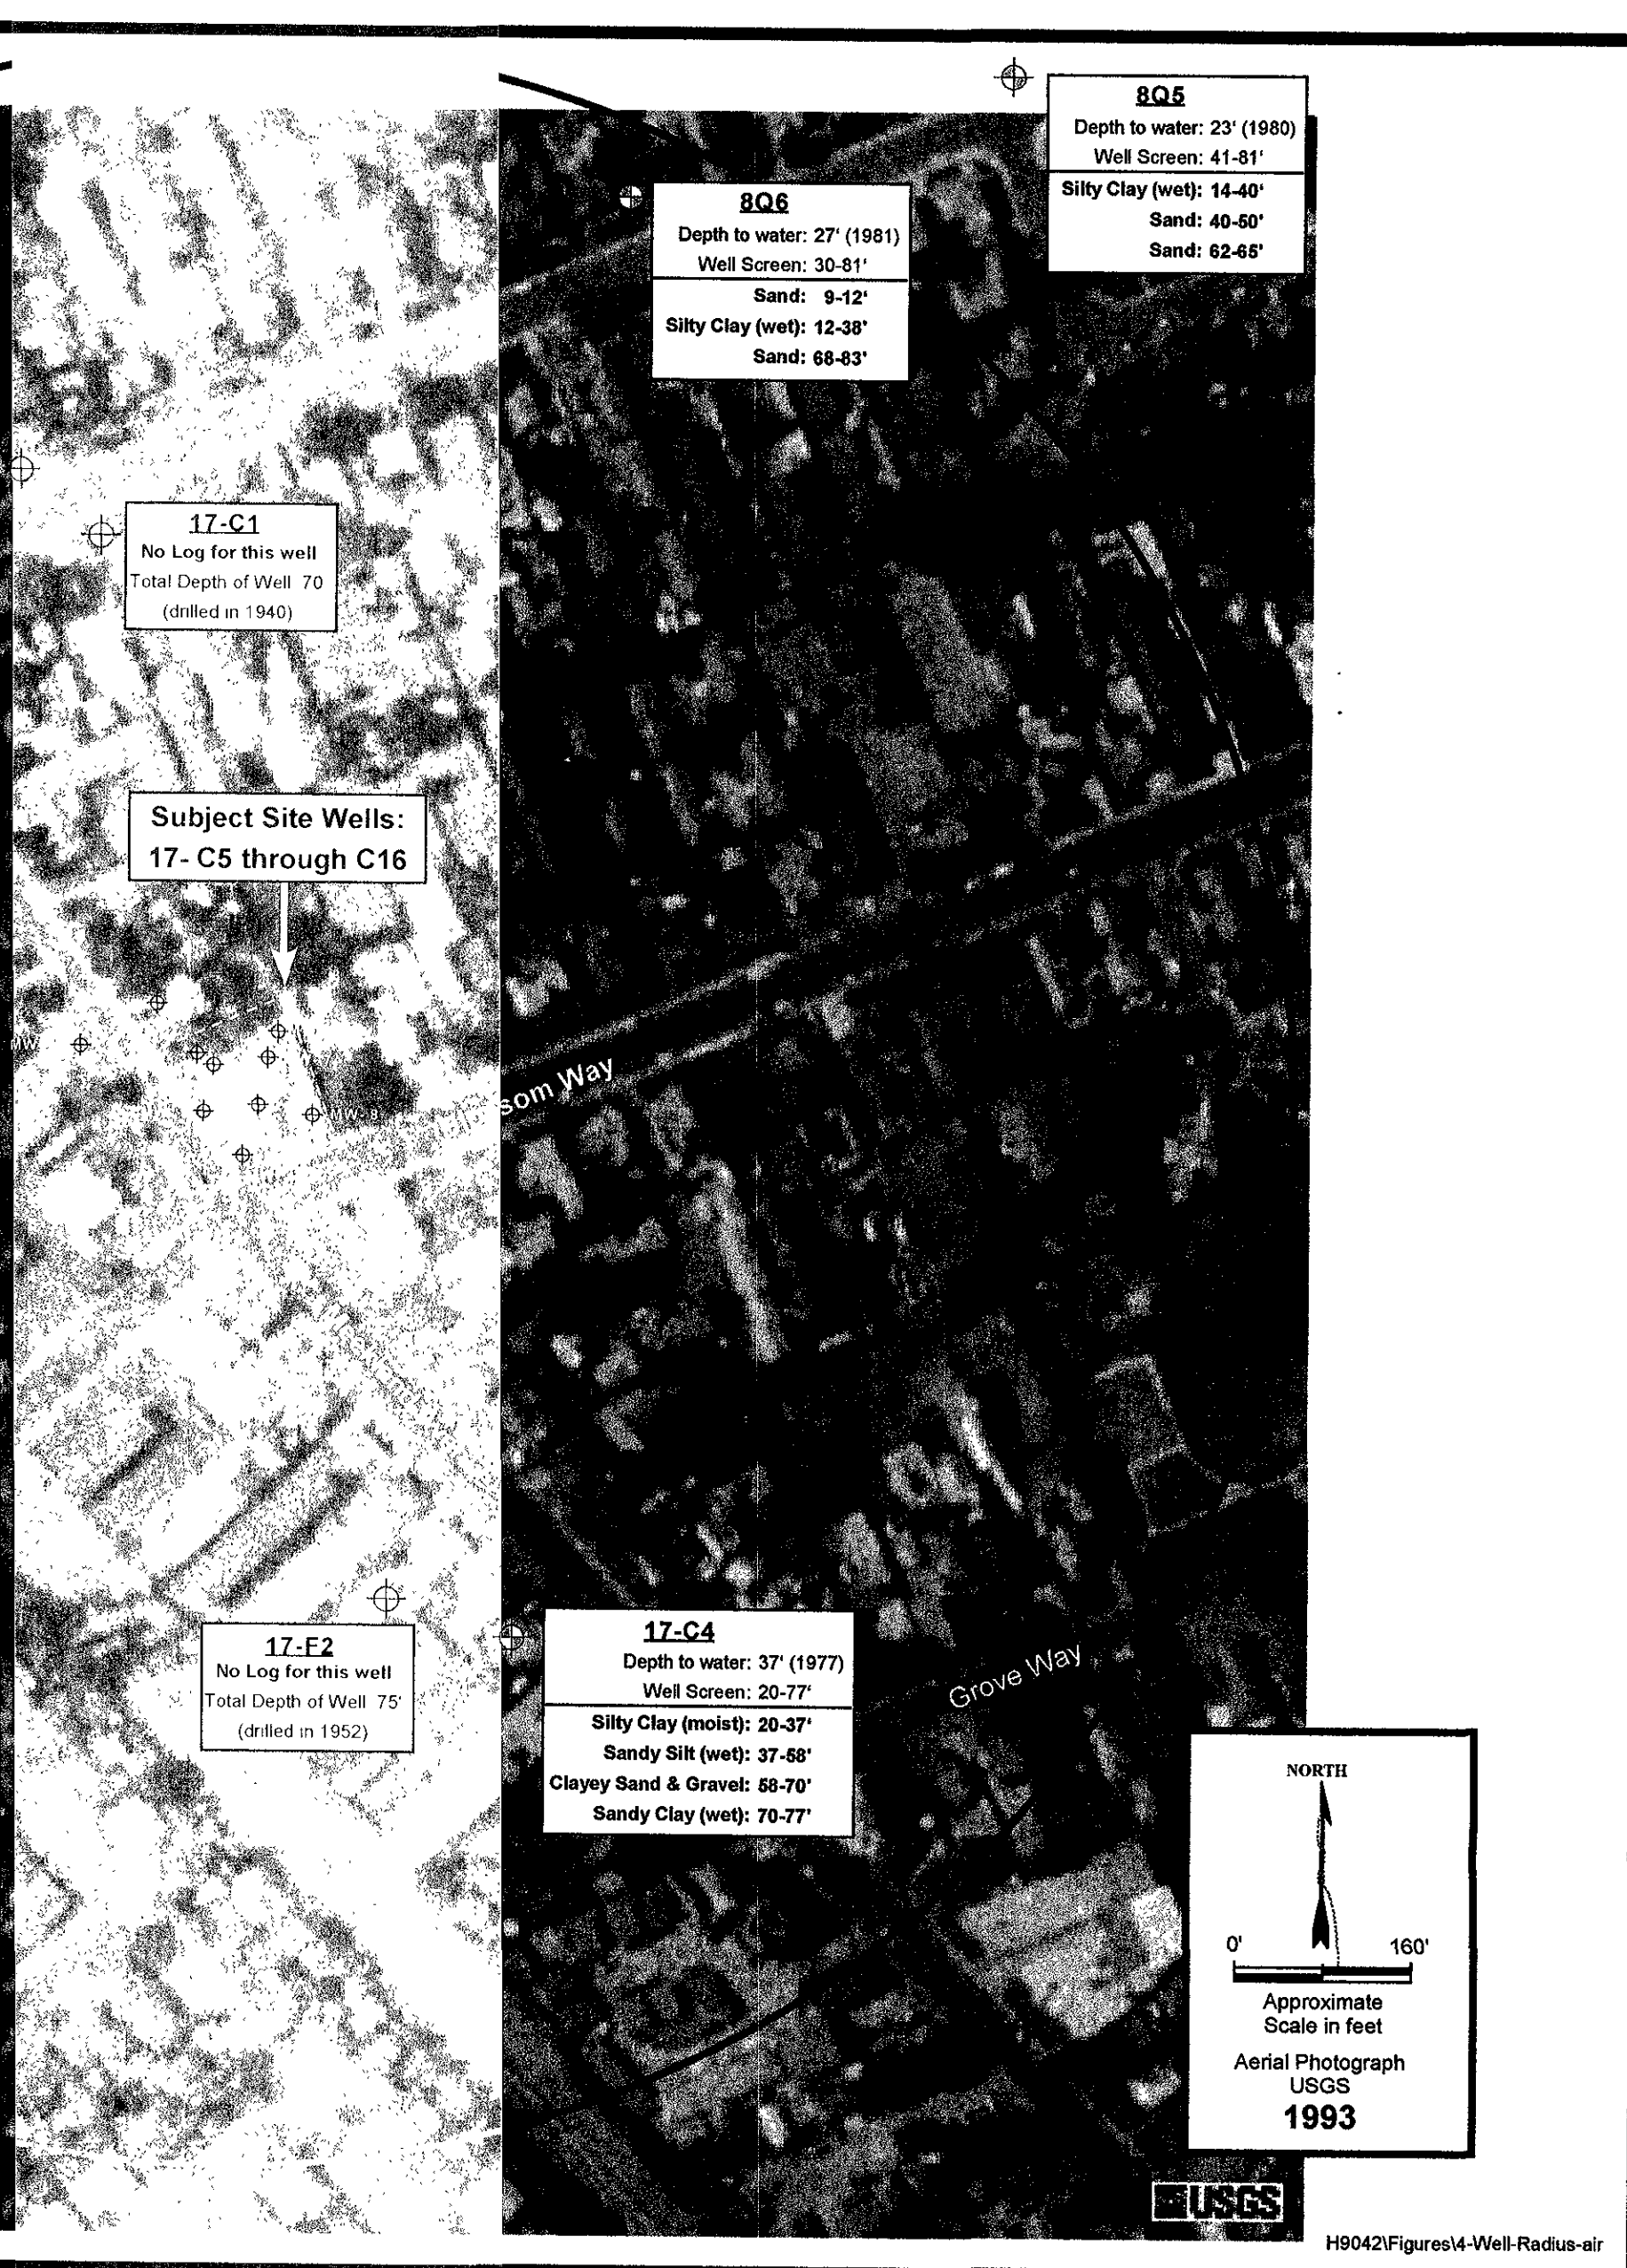 8Q5
Depth to water: 23' (1980)
Well Screen: 41-81'
Silty Clay (wet): 14-40'
Sand: 40-50'
Sand: 62-65'
8Q6
Depth to water: 27' (1981)
Well Screen: 30-81'
Sand: 9-12'
Silty Clay (wet): 12-38'
Sand: 68-83'
17-C1
No Log for this well
Total Depth of Well 70
(drilled in 1940)
Subject Site Wells:
17- C5 through C16
MW
MW-8
som Way
17-F2
No Log for this well
Total Depth of Well 75'
(drilled in 1952)
17-C4
Depth to water: 37' (1977)
Well Screen: 20-77'
Silty Clay (moist): 20-37'
Sandy Silt (wet): 37-58'
Clayey Sand & Gravel: 58-70'
Sandy Clay (wet): 70-77'
Grove Way
NORTH
0' 160'
Approximate
Scale in feet
Aerial Photograph
USGS
1993
USGS
H9042\Figures\4-Well-Radius-air